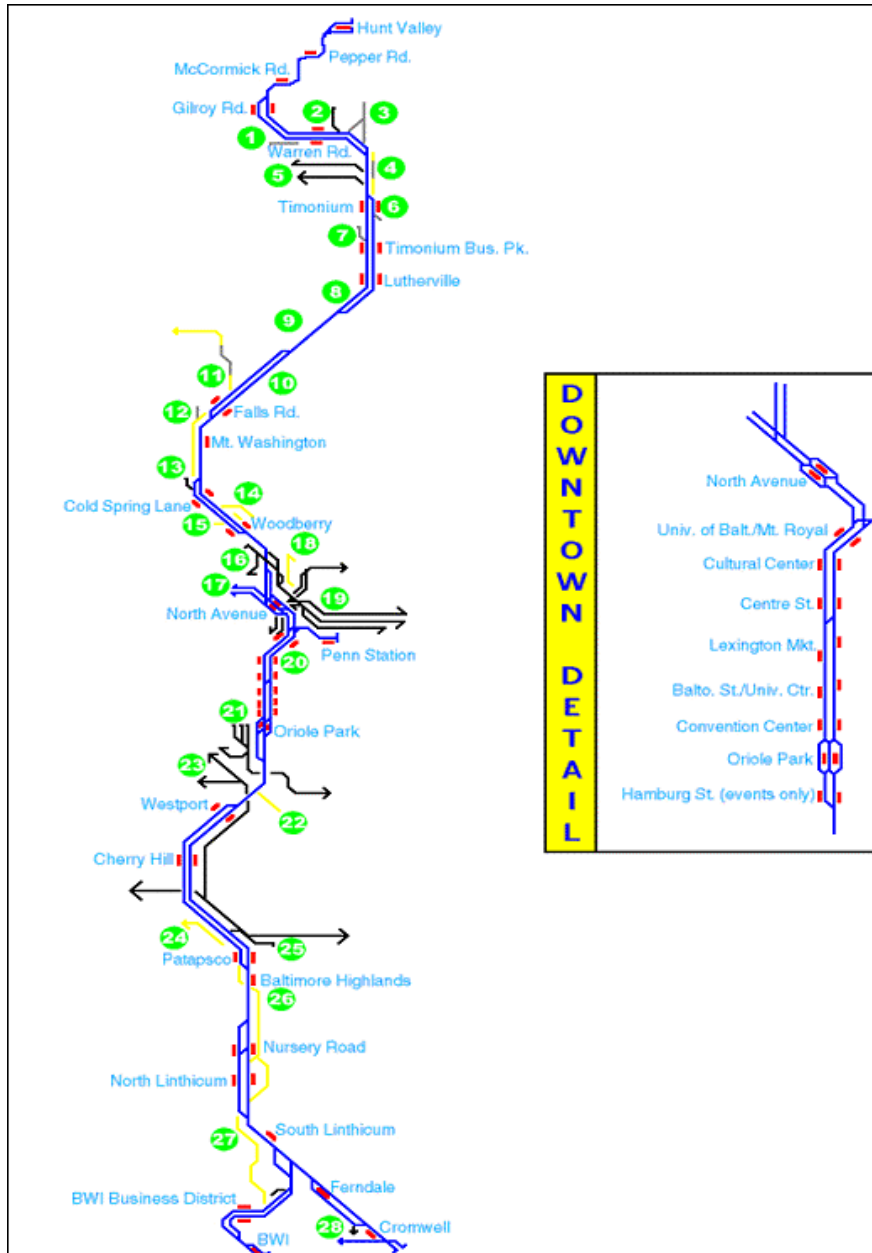 Hunt Valley
Pepper Rd.
McCormick Rd.
Gilroy Rd.
2
3
1
Warren Rd.
4
5
Timonium
6
7
Timonium Bus. Pk.
Lutherville
8
9
10
11
12
Falls Rd.
Mt. Washington
13
14
Cold Spring Lane
15
Woodberry
18
16
17
19
North Avenue
Penn Station
20
21
Oriole Park
23
Westport
22
Cherry Hill
24
25
Patapsco
Baltimore Highlands
26
Nursery Road
North Linthicum
South Linthicum
27
BWI Business District
Ferndale
28
Cromwell
BWI
DOWNTOWN DETAIL
North Avenue
Univ. of Balt./Mt. Royal
Cultural Center
Centre St.
Lexington Mkt.
Balto. St./Univ. Ctr.
Convention Center
Oriole Park
Hamburg St. (events only)